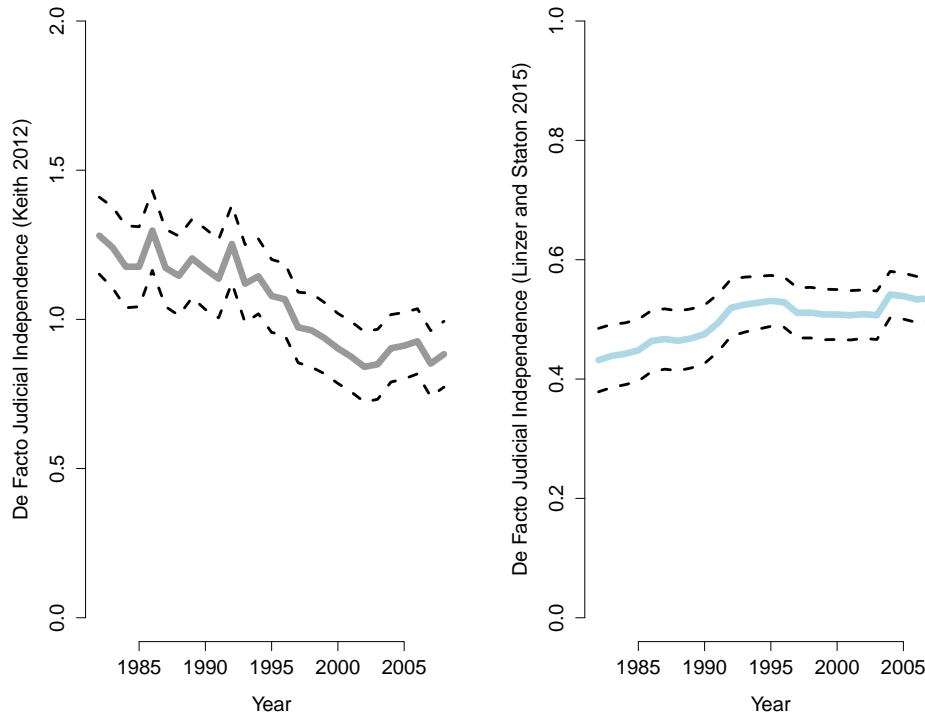 De Facto Judicial Independence (Keith 2012)
2.0
1.5
1.0
0.5
0.0
1985 1990 1995 2000 2005
Year
De Facto Judicial Independence (Linzer and Staton 2015)
1.0
0.8
0.6
0.4
0.2
0.0
1985 1990 1995 2000 2005
Year